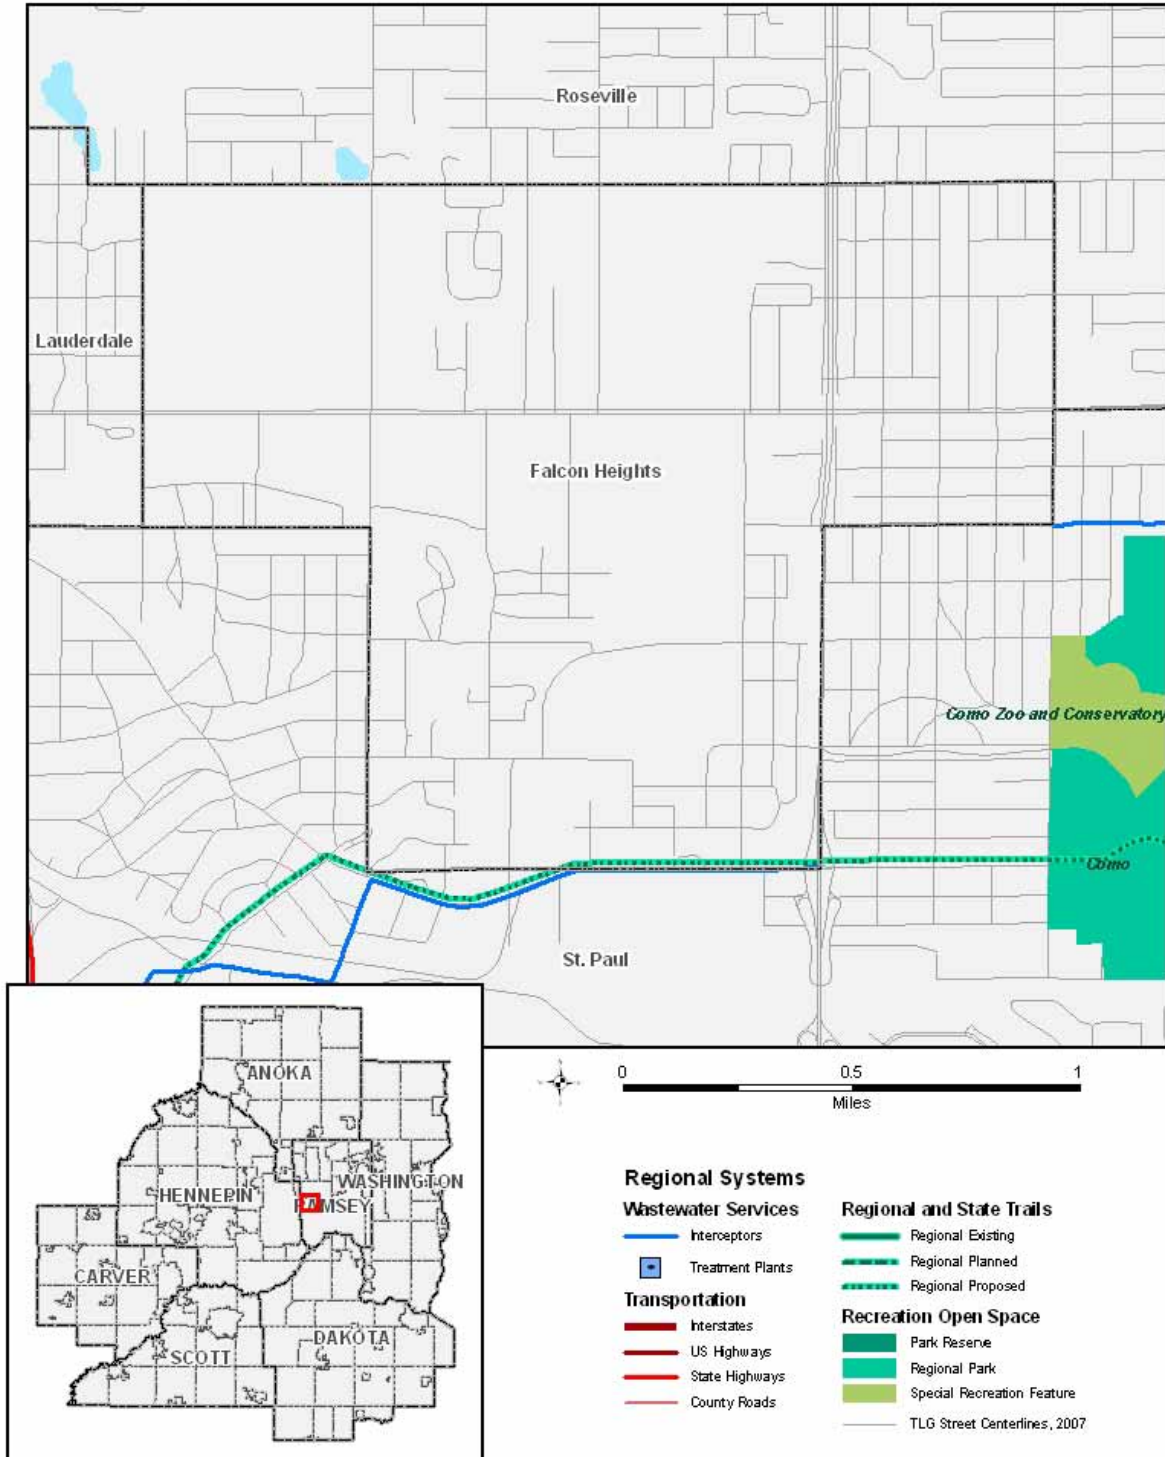 Roseville
Lauderdale
Falcon Heights
Como Zoo and Conservatory
Como
St. Paul
ANOKA
WASHINGTON
HENNEPIN
RAMSEY
CARVER
DAKOTA
SCOTT
0 0.5 1
Miles
Regional Systems
Wastewater Services
Interceptors
Treatment Plants
Transportation
Interstates
US Highways
State Highways
County Roads
Regional and State Trails
Regional Existing
Regional Planned
Regional Proposed
Recreation Open Space
Park Reserve
Regional Park
Special Recreation Feature
TLG Street Centerlines, 2007